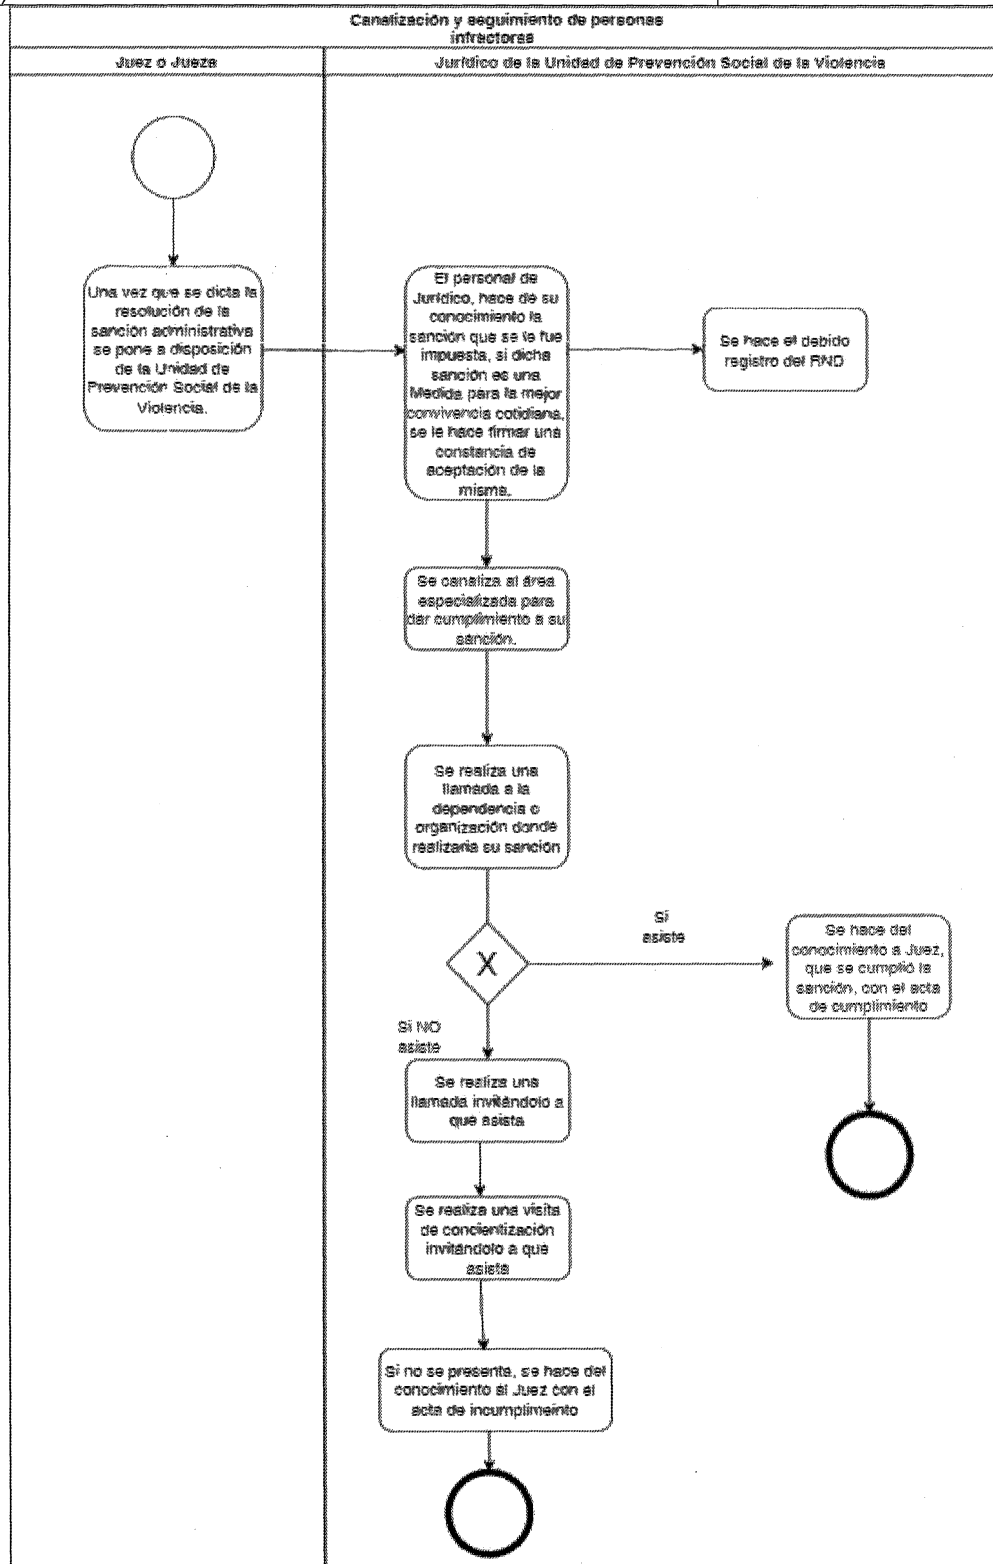 Canalización y seguimiento de personas
infractoras
Juez o Jueza
Jurídico de la Unidad de Prevención Social de la Violencia
Una vez que se dicta la
resolución de la
sanción administrativa
se pone a disposición
de la Unidad de
Prevención Social de la
Violencia.
El personal de
Jurídico, hace de su
conocimiento la
sanción que se le fue
impuesta, si dicha
sanción es una
Medida para la mejor
convivencia cotidiana,
se le hace firmar una
constancia de
aceptación de la
misma.
Se hace el debido
registro del RND
Se canaliza al área
especializada para
dar cumplimiento a su
sanción.
Se realiza una
llamada a la
dependencia o
organización donde
realizaria su sanción
X
Sí
asiste
Se hace del
conocimiento a Juez,
que se cumplió la
sanción, con el acta
de cumplimiento
Si NO
asiste
Se realiza una
llamada invitándolo a
que asista
Se realiza una visita
de concientización
invitándolo a que
asista
Si no se presenta, se hace del
conocimiento al Juez con el
acta de incumplimeinto